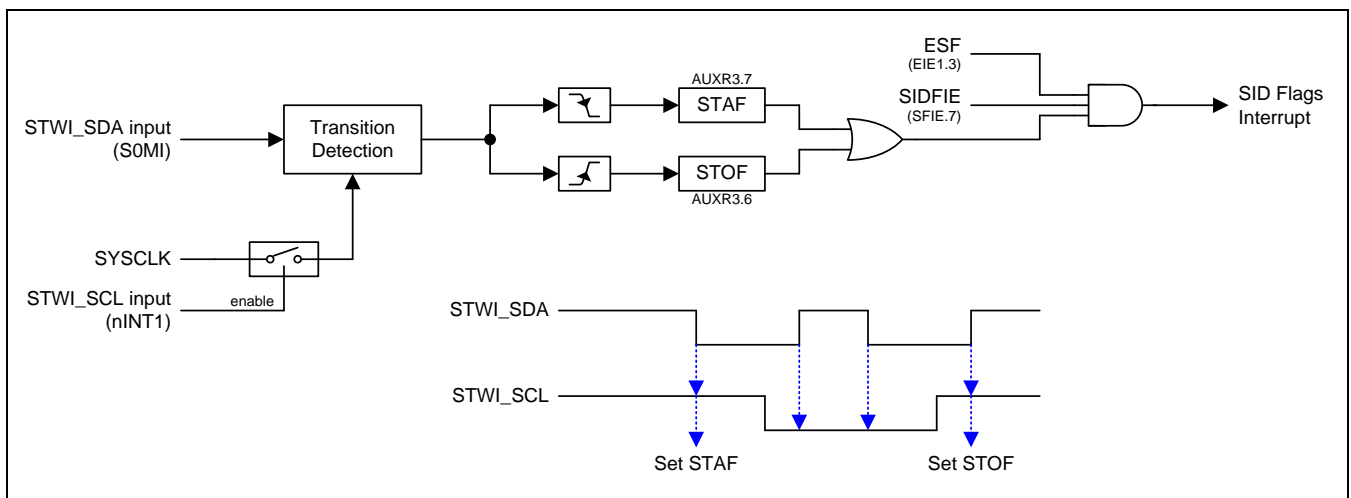 ESF
(EIE1.3)
AUXR3.7
STAF
SIDFIE
(SFIE.7)
SID Flags
Interrupt
STWI_SDA input
(S0MI)
Transition
Detection
STOF
AUXR3.6
SYSCLK
STWI_SCL input
(nINT1)
enable
STWI_SDA
STWI_SCL
Set STAF
Set STOF